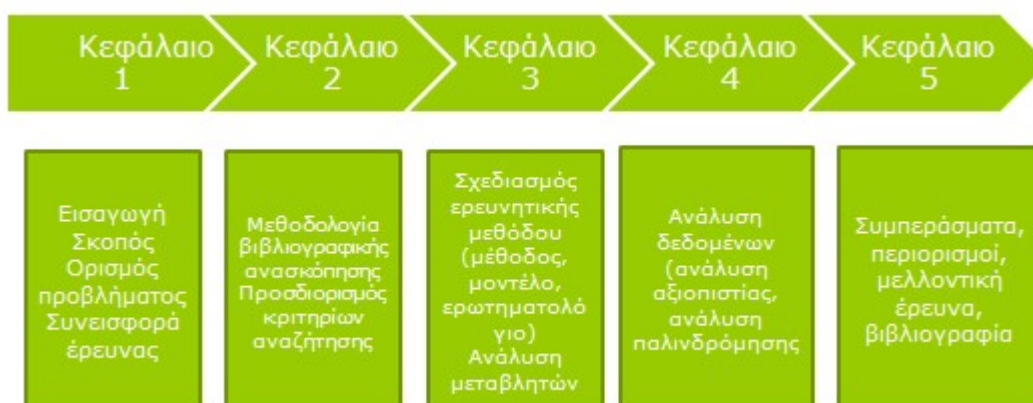 Κεφάλαιο
1
Κεφάλαιο
2
Κεφάλαιο
3
Κεφάλαιο
4
Κεφάλαιο
5
Εισαγωγή
Σκοπός
Ορισμός
προβλήματος
Συνεισφορά
έρευνας
Μεθοδολογία
βιβλιογραφικής
ανασκόπησης
Προσδιορισμός
κριτηρίων
αναζήτησης
Σχεδιασμός
ερευνητικής
μεθόδου
(μέθοδος,
μοντέλο,
ερωτηματολό
γιο)
Ανάλυση
μεταβλητών
Ανάλυση
δεδομένων
(ανάλυση
αξιοπιστίας,
ανάλυση
παλινδρόμησης
Συμπεράσματα,
περιορισμοί,
μελλοντική
έρευνα,
βιβλιογραφία